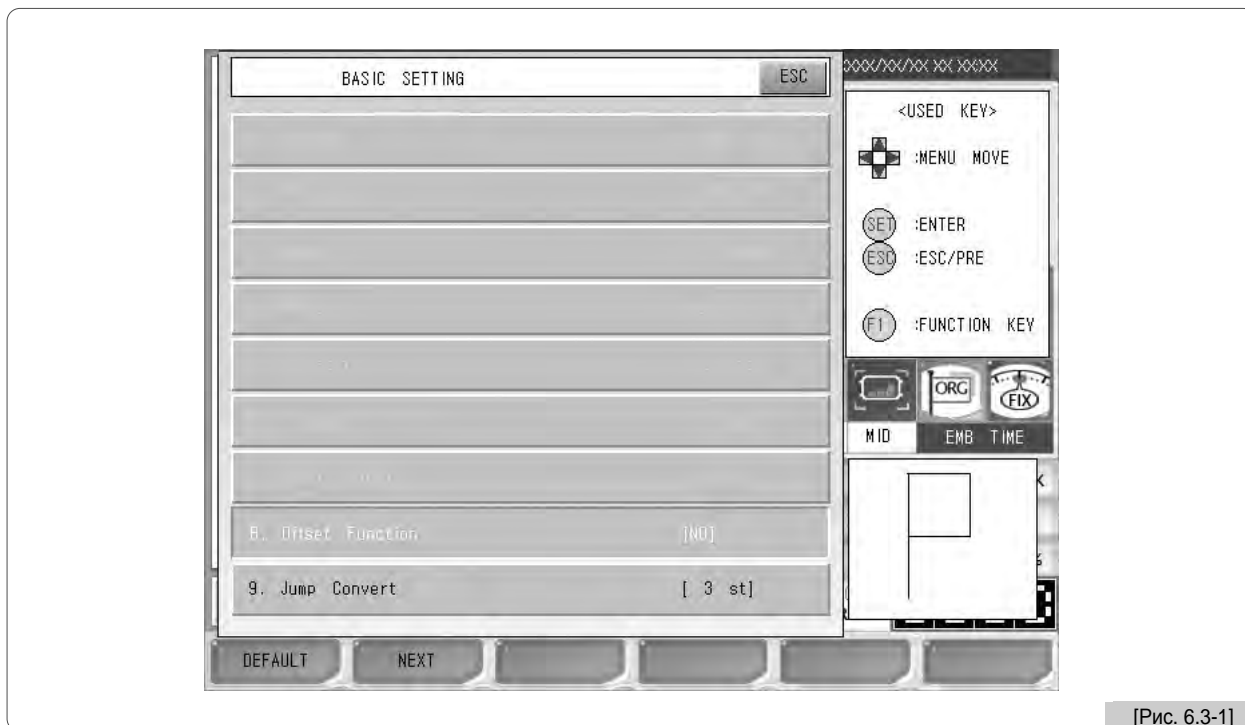 BASIC SETTING
ESC
8. Offset Function [NO]
9. Jump Convert [ 3 st]
DEFAULT
NEXT
XXXX/XX/XX XX XX:XX
<USED KEY>
:MENU MOVE
SET :ENTER
ESC :ESC/PRE
F1 :FUNCTION KEY
ORG
FIX
MID
EMB TIME
[Рис. 6.3-1]